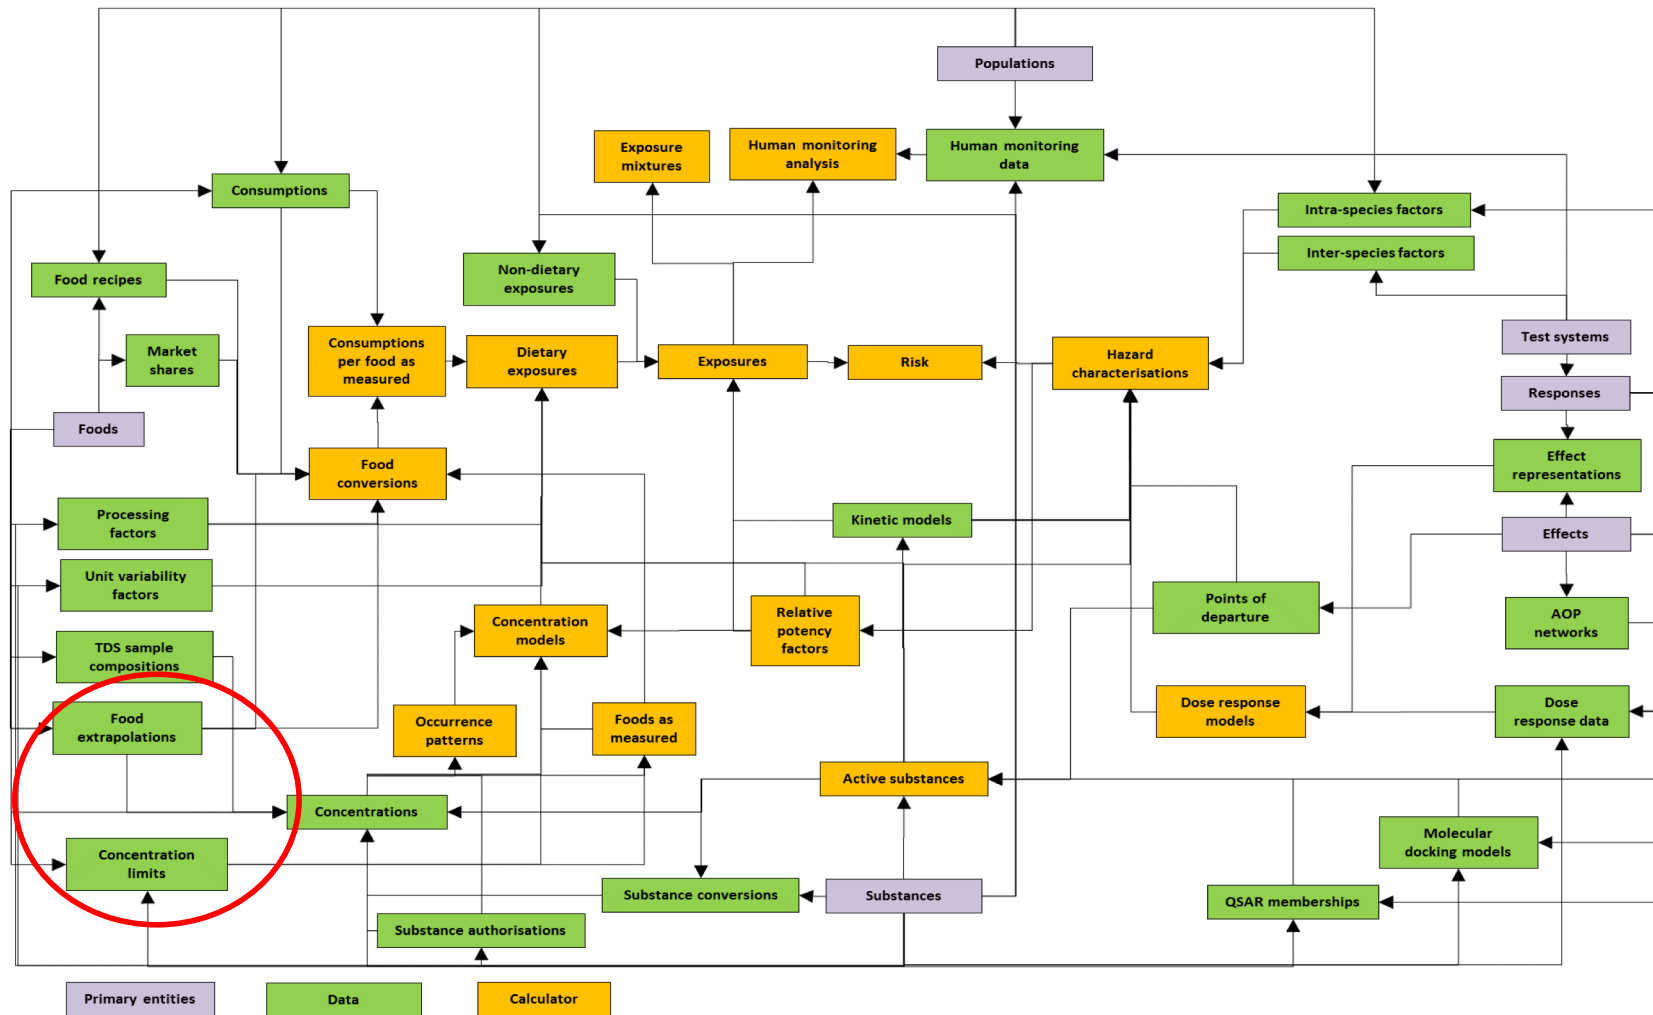 Populations
Exposure
mixtures
Human monitoring
analysis
Human monitoring
data
Consumptions
Intra-species factors
Inter-species factors
Food recipes
Non-dietary
exposures
Market
shares
Consumptions
per food as
measured
Dietary
exposures
Exposures
Risk
Hazard
characterisations
Test systems
Responses
Foods
Food
conversions
Effect
representations
Processing
factors
Kinetic models
Effects
Unit variability
factors
Concentration
models
Relative
potency
factors
Points of
departure
AOP
networks
TDS sample
compositions
Food
extrapolations
Occurrence
patterns
Foods as
measured
Dose response
models
Dose
response data
Active substances
Concentrations
Molecular
docking models
Concentration
limits
Substance conversions
Substances
QSAR memberships
Substance authorisations
Primary entities
Data
Calculator